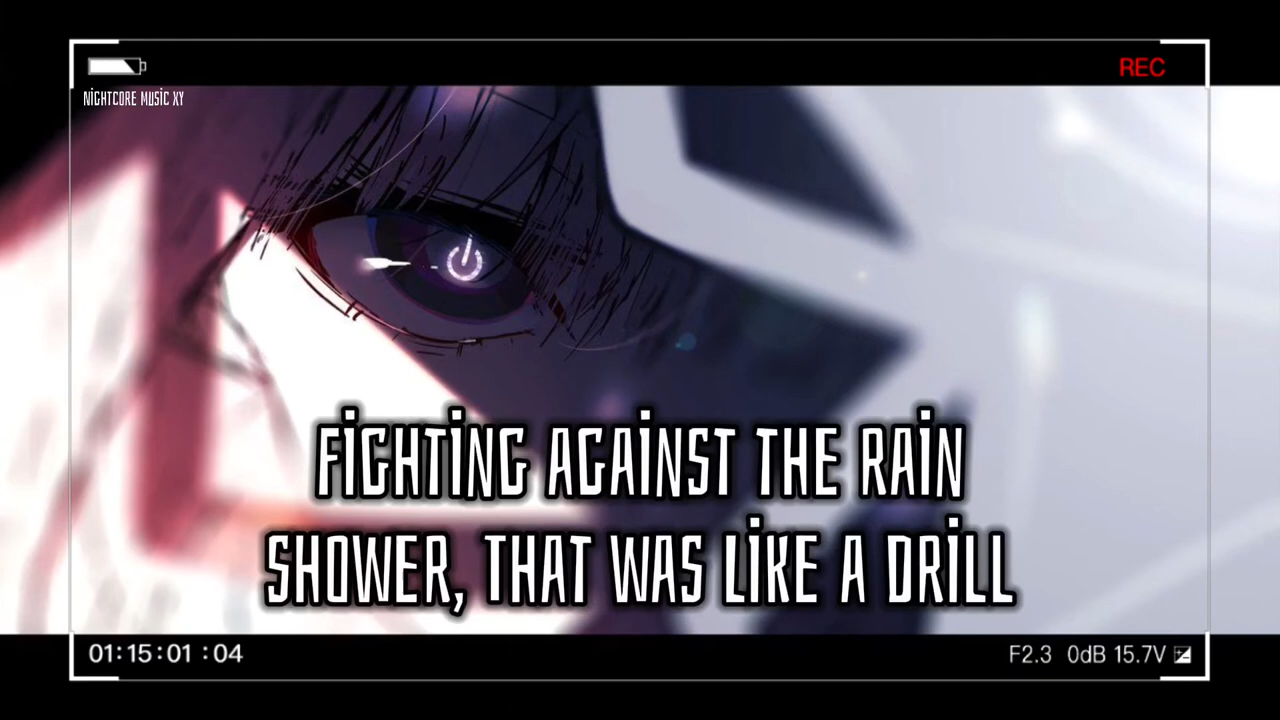 REC
NiGHTCORE MUSiC XY
FiGHTiNG AGAiNST THE RAiN
SHOWER, THAT WAS LiKE A DRiLL
01:15:01 :04
F2.3 0dB 15.7V